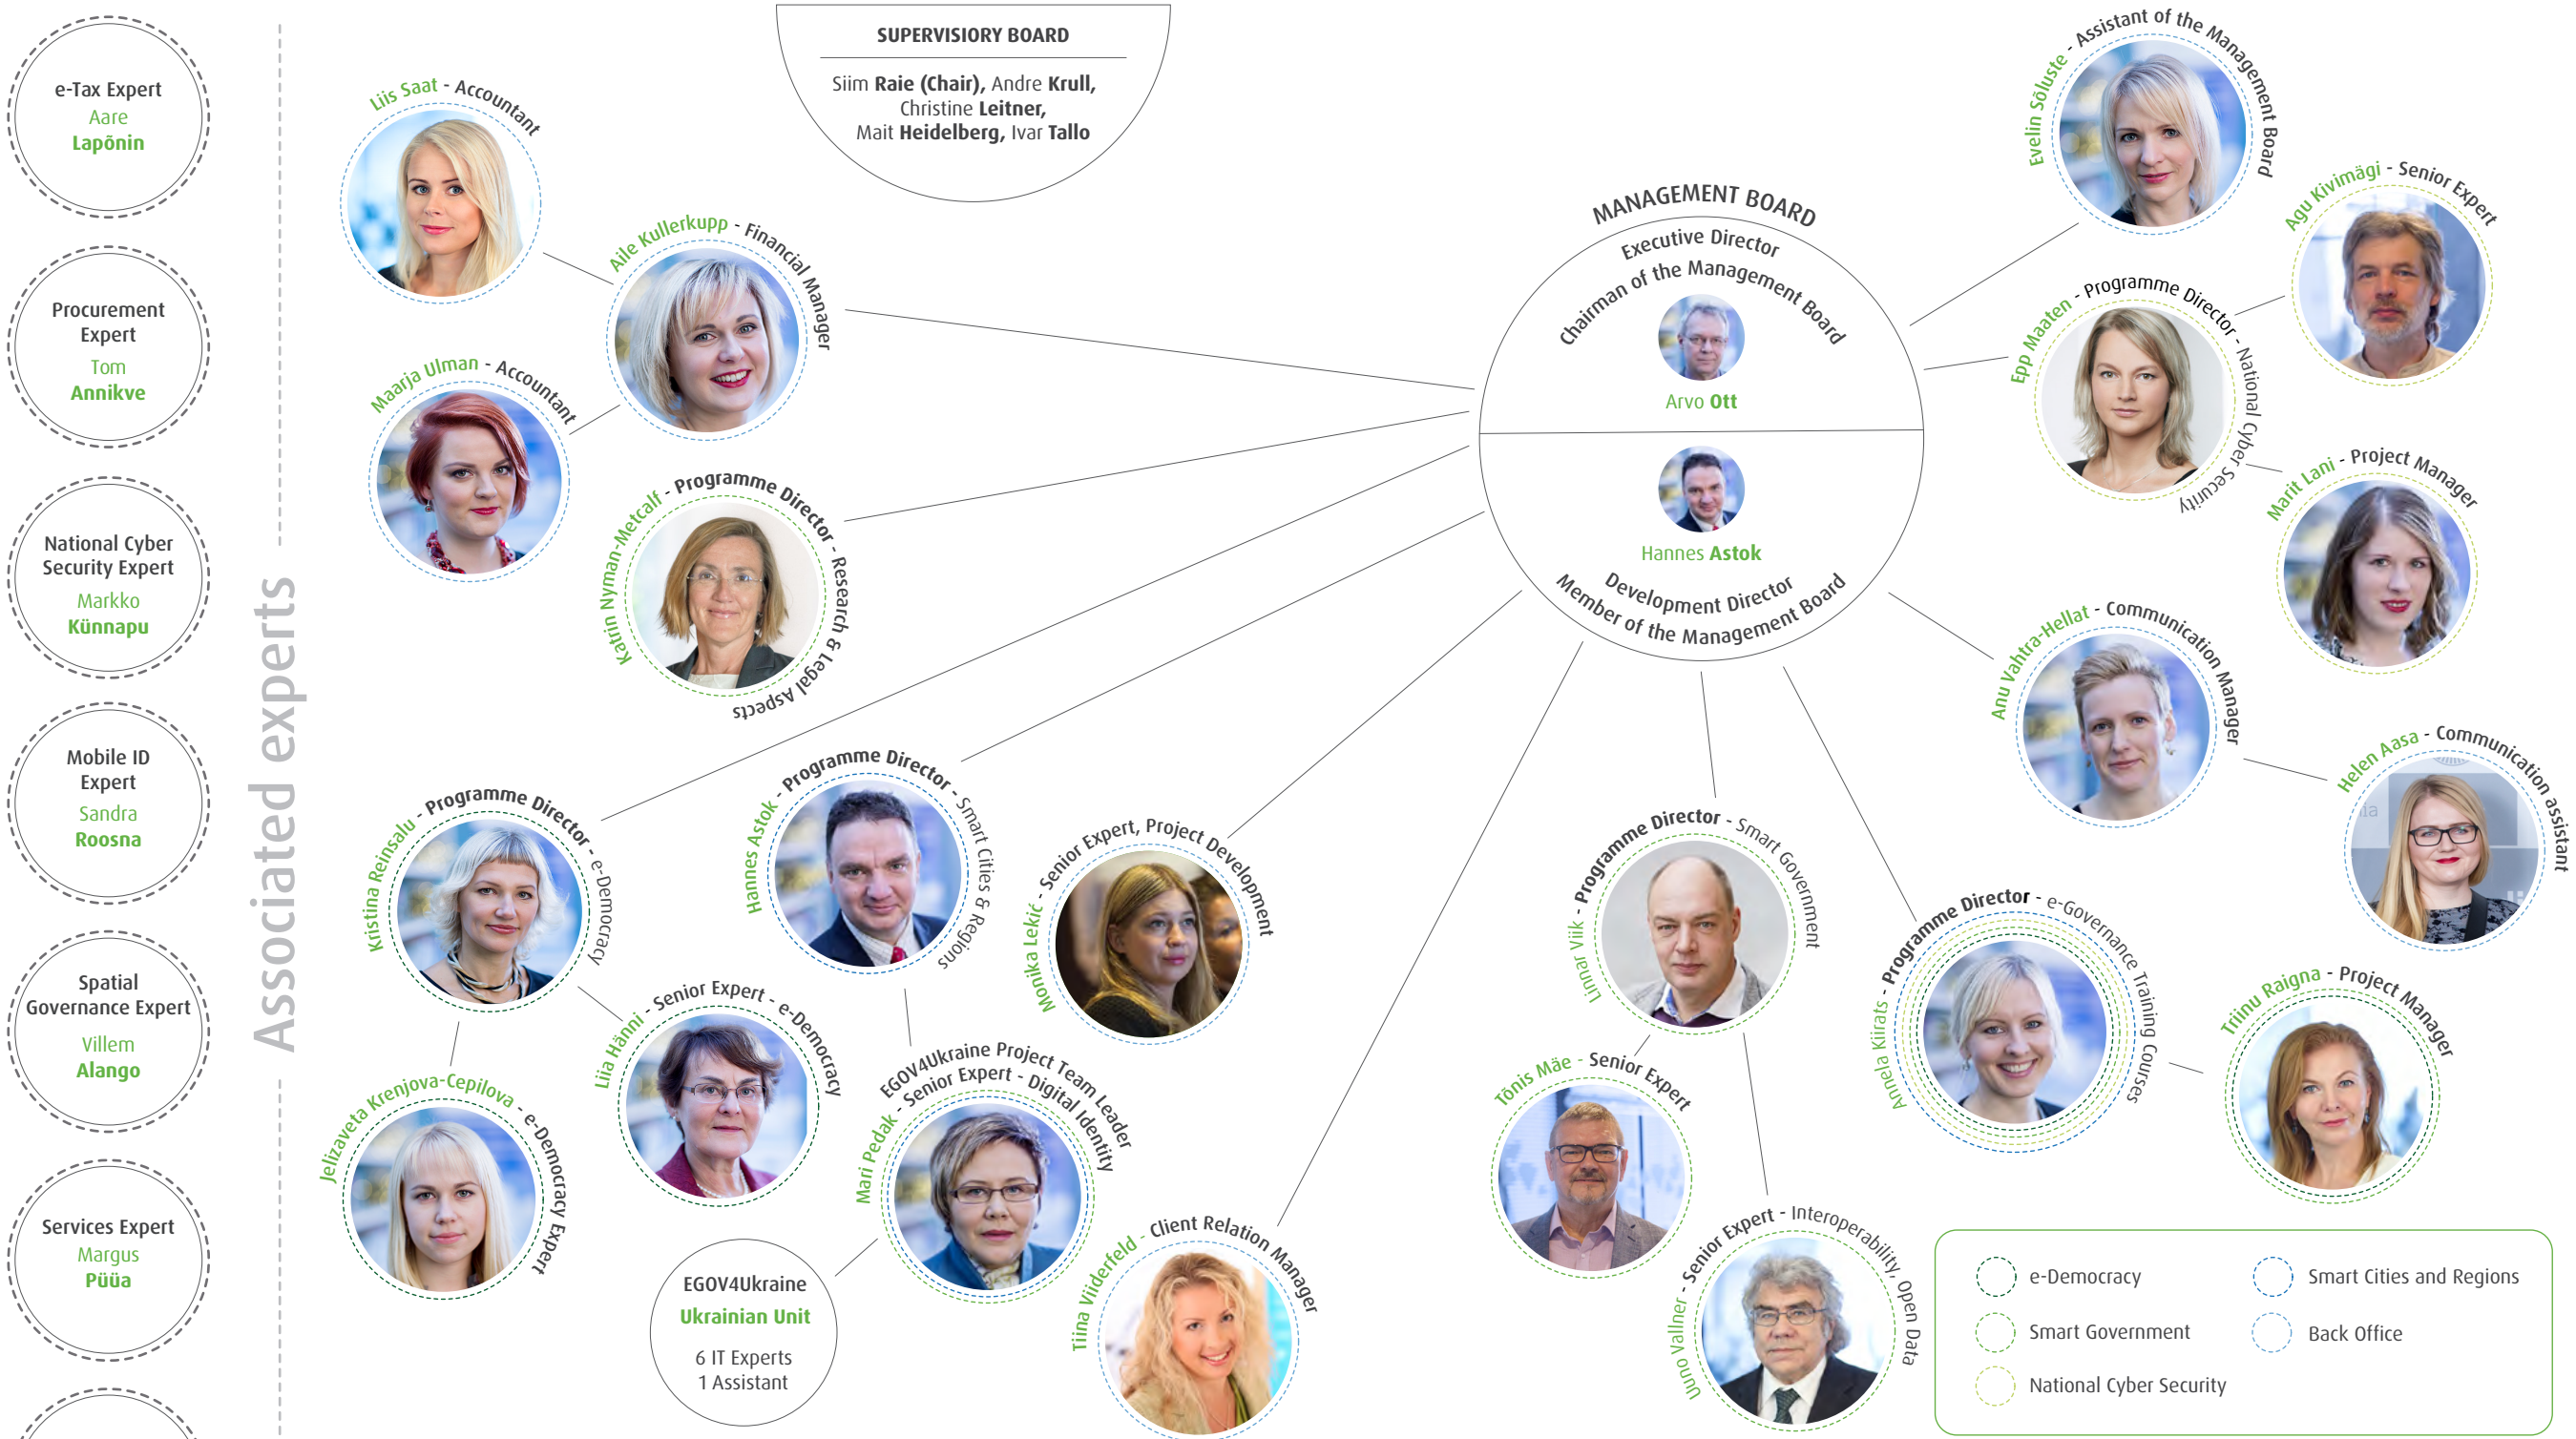 e-Tax Expert
Aare
Lapõnin
Procurement
Expert
Tom
Annikve
National Cyber
Security Expert
Markko
Künnapu
Mobile ID
Expert
Sandra
Roosna
Spatial
Governance Expert
Villem
Alango
Services Expert
Margus
Püüa
Associated experts
SUPERVISIORY BOARD
Siim Raie (Chair), Andre Krull,
Christine Leitner,
Mait Heidelberg, Ivar Tallo
Liis Saat - Accountant
Aile Kullerkupp - Financial Manager
Maarja Ulman - Accountant
Katrin Nyman-Metcalf - Programme Director - Research & Legal Aspects
MANAGEMENT BOARD
Executive Director
Chairman of the Management Board
Arvo Ott
Hannes Astok
Development Director
Member of the Management Board
Evelin Sõluste - Assistant of the Management Board
Agu Kivimägi - Senior Expert
Epp Maaten - Programme Director - National Cyber Security
Marit Lani - Project Manager
Anu Vahtra-Hellat - Communication Manager
Helen Aasa - Communication assistant
Kristina Reinsalu - Programme Director - e-Democracy
Hannes Astok - Programme Director - Smart Cities & Regions
Monika Lekić - Senior Expert, Project Development
Linnar Viik - Programme Director - Smart Government
Annela Kiirats - Programme Director - e-Governance Training Courses
Triinu Raigna - Project Manager
Jelizaveta Krenjova-Cepilova - e-Democracy Expert
Liia Hänni - Senior Expert - e-Democracy
EGOV4Ukraine Project Team Leader
Mari Pedak - Senior Expert - Digital Identity
Tõnis Mäe - Senior Expert
Uuno Vallner - Senior Expert - Interoperability, Open Data
Tiina Viiderfeld - Client Relation Manager
EGOV4Ukraine
Ukrainian Unit
6 IT Experts
1 Assistant
e-Democracy
Smart Government
National Cyber Security
Smart Cities and Regions
Back Office